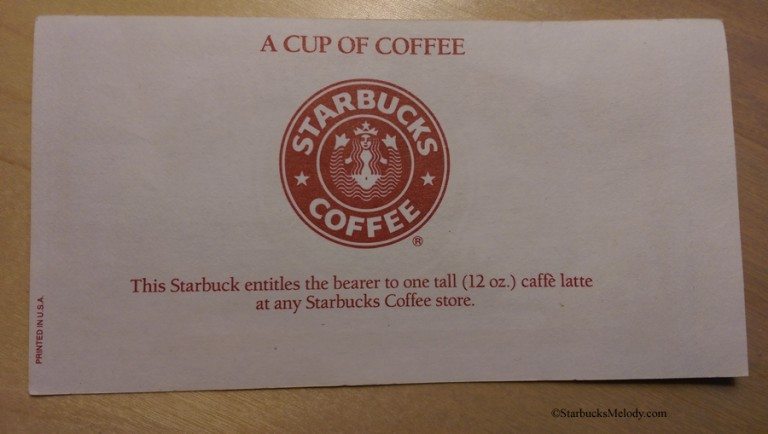 A CUP OF COFFEE
STARBUCKS
COFFEE
®
This Starbuck entitles the bearer to one tall (12 oz.) caffè latte
at any Starbucks Coffee store.
PRINTED IN U.S.A.
©StarbucksMelody.com